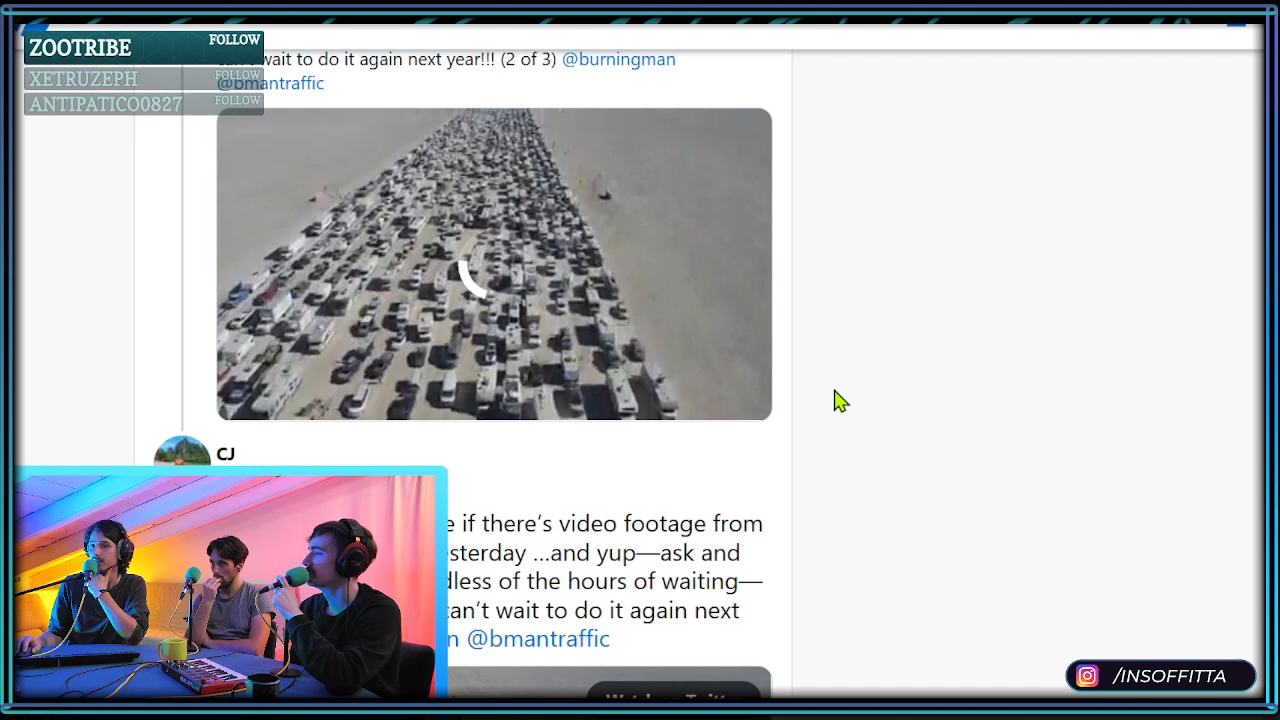 ZOOTRIBE FOLLOW
XETRUZEPH FOLLOW
ANTIPATICO0827 FOLLOW
wait to do it again next year!!! (2 of 3) @burningman
@bmantraffic
CJ
if there’s video footage from
sterday ...and yup—ask and
dless of the hours of waiting—
can’t wait to do it again next
@bmantraffic
/INSOFFITTA